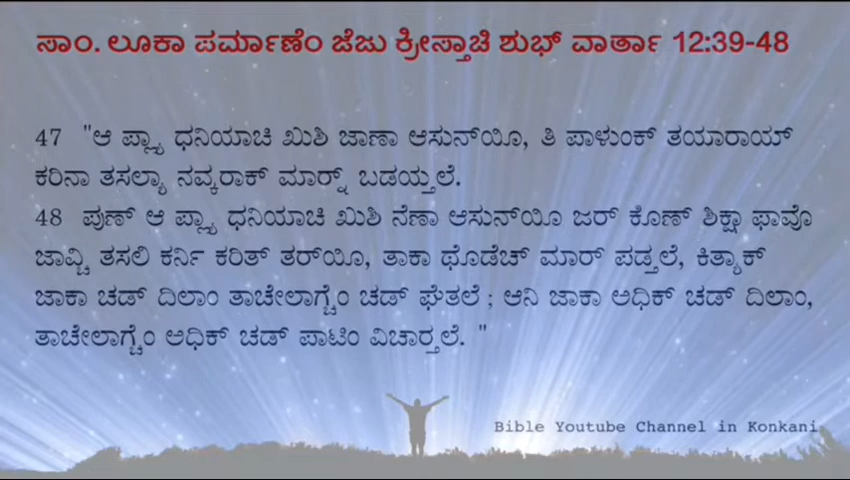 ಸಾಂ. ಲೂಕಾ ಪರ್ಮಾಣೆಂ ಜೆಜು ಕ್ರೀಸ್ತಾಚಿ ಶುಭ್ ವಾರ್ತಾ 12:39-48
47 "ಆಪ್ಲ್ಯಾ ಧನಿಯಾಚಿ ಖುಶಿ ಜಾಣಾ ಆಸುನ್‌ಯೀ, ತಿ ಪಾಳುಂಕ್ ತಯಾರಾಯ್
ಕರಿನಾ ತಸಲ್ಯಾ ನವ್ಕರಾಕ್ ಮಾರ್ನ್ ಬಡಯ್ತಲೆ.
48 ಪುಣ್ ಆಪ್ಲ್ಯಾ ಧನಿಯಾಚಿ ಖುಶಿ ನೆಣಾ ಆಸುನ್‌ಯೀ ಜರ್ ಕೊಣ್ ಶಿಕ್ಷಾ ಫಾವೊ
ಜಾವ್ಚಿ ತಸಲಿ ಕರ್ನಿ ಕರಿತ್ ತರ್‌ಯೀ, ತಾಕಾ ಥೊಡೆಚ್ ಮಾರ್ ಪಡ್ತಲೆ, ಕಿತ್ಯಾಕ್
ಜಾಕಾ ಚಡ್ ದಿಲಾಂ ತಾಚೇಲಾಗ್ಚೆಂ ಚಡ್ ಘೆತಲೆ ; ಆನಿ ಜಾಕಾ ಅಧಿಕ್ ಚಡ್ ದಿಲಾಂ,
ತಾಚೇಲಾಗ್ಚೆಂ ಅಧಿಕ್ ಚಡ್ ಪಾಟಿಂ ವಿಚಾರ್ತಲೆ. "
Bible Youtube Channel in Konkani